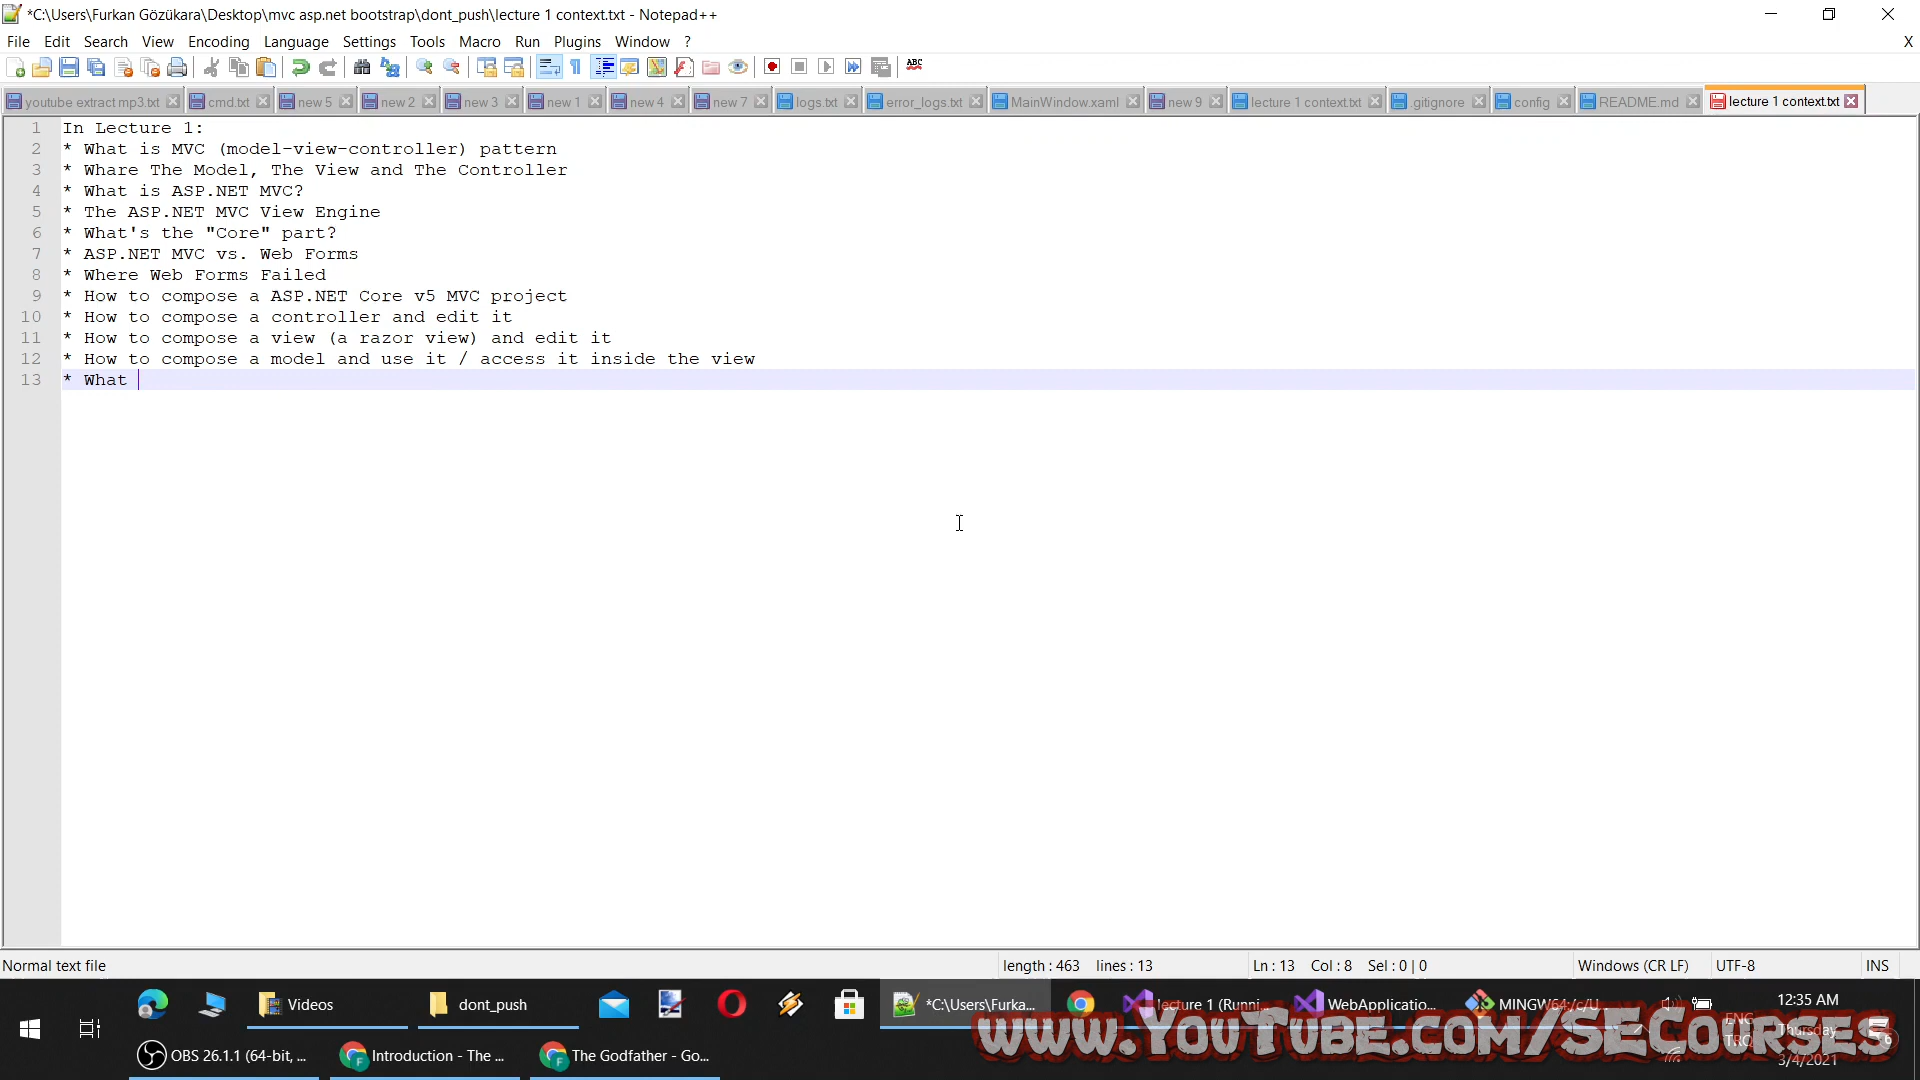 *C:\Users\Furkan Gözükara\Desktop\mvc asp.net bootstrap\dont_push\lecture 1 context.txt - Notepad++
File Edit Search View Encoding Language Settings Tools Macro Run Plugins Window ? X
youtube extract mp3.txt cmd.txt new 5 new 2 new 3 new 1 new 4 new 7 logs.txt error_logs.txt MainWindow.xaml new 9 lecture 1 context.txt .gitignore config README.md lecture 1 context.txt
1 In Lecture 1:
2 * What is MVC (model-view-controller) pattern
3 * Whare The Model, The View and The Controller
4 * What is ASP.NET MVC?
5 * The ASP.NET MVC View Engine
6 * What's the "Core" part?
7 * ASP.NET MVC vs. Web Forms
8 * Where Web Forms Failed
9 * How to compose a ASP.NET Core v5 MVC project
10 * How to compose a controller and edit it
11 * How to compose a view (a razor view) and edit it
12 * How to compose a model and use it / access it inside the view
13 * What
Normal text file length : 463 lines : 13 Ln : 13 Col : 8 Sel : 0 | 0 Windows (CR LF) UTF-8 INS
Videos dont_push *C:\Users\Furka... lecture 1 (Runni... WebApplicatio... MINGW64:/c/U... 12:35 AM
ENG Thursday
www.YouTube.com/SECourses
OBS 26.1.1 (64-bit, ... Introduction - The ... The Godfather - Go... 3/4/2021